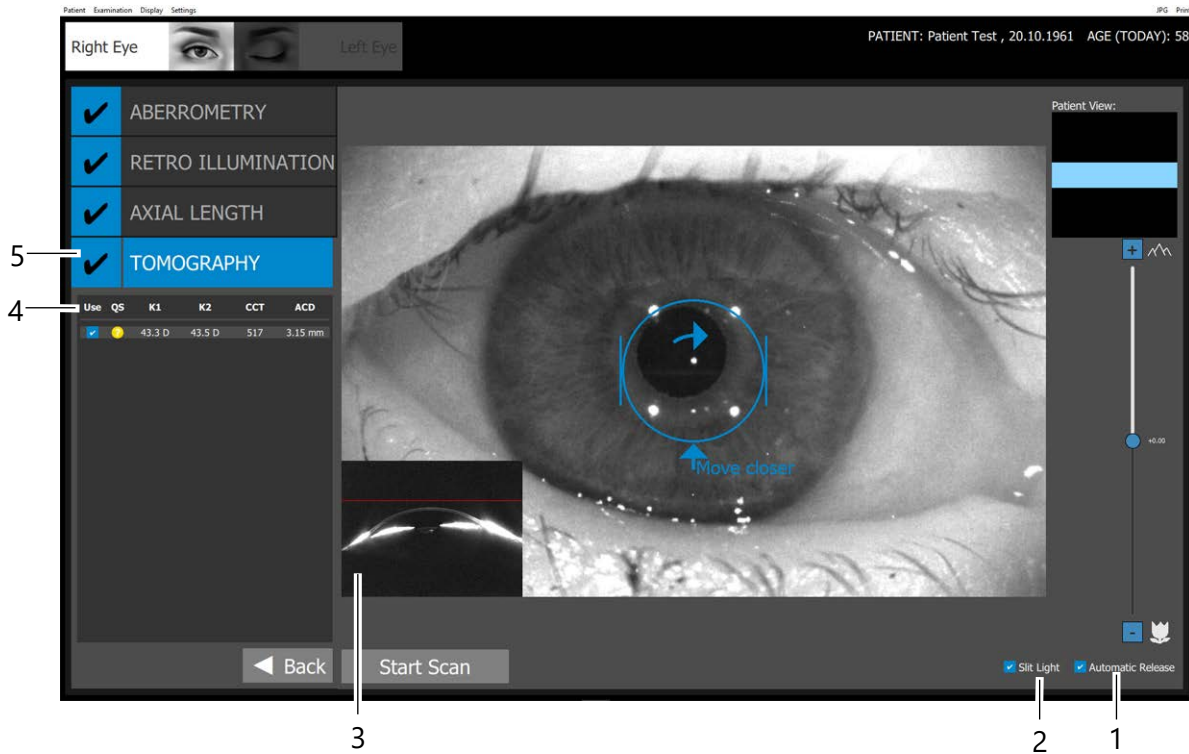 Patient Examination Display Settings JPG Print
Right Eye Left Eye PATIENT: Patient Test , 20.10.1961 AGE (TODAY): 58
ABERROMETRY
Patient View:
RETRO ILLUMINATION
AXIAL LENGTH
5 TOMOGRAPHY
+
4 Use QS K1 K2 CCT ACD
? 43.3 D 43.5 D 517 3.15 mm
+0.00
Move closer
-
Back Start Scan Slit Light Automatic Release
3 2 1